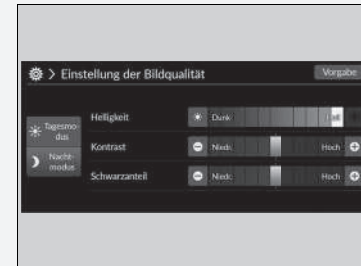 > Einstellung der Bildqualität
Vorgabe
Tagesmo-
dus
Nacht-
modus
Helligkeit
Dunk.
Hell
Kontrast
Niedr.
Hoch
Schwarzanteil
Niedr.
Hoch